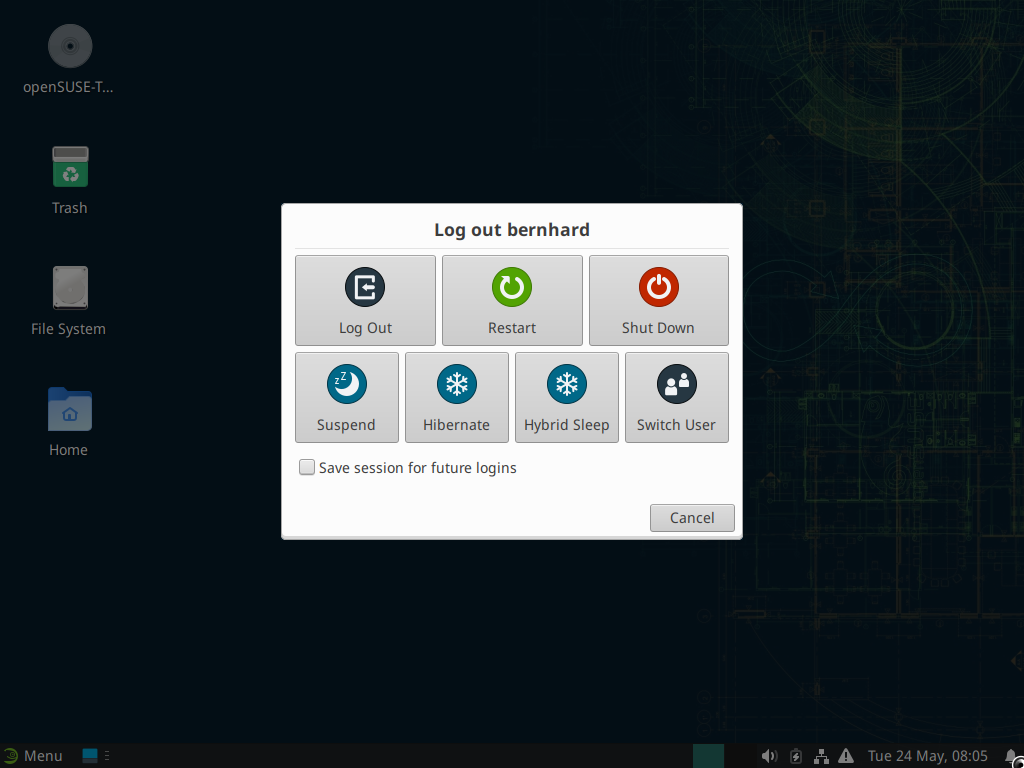 openSUSE-T...
Trash
File System
Home
Log out bernhard
Log Out
Restart
Shut Down
Suspend
Hibernate
Hybrid Sleep
Switch User
Save session for future logins
Cancel
Menu
Tue 24 May, 08:05